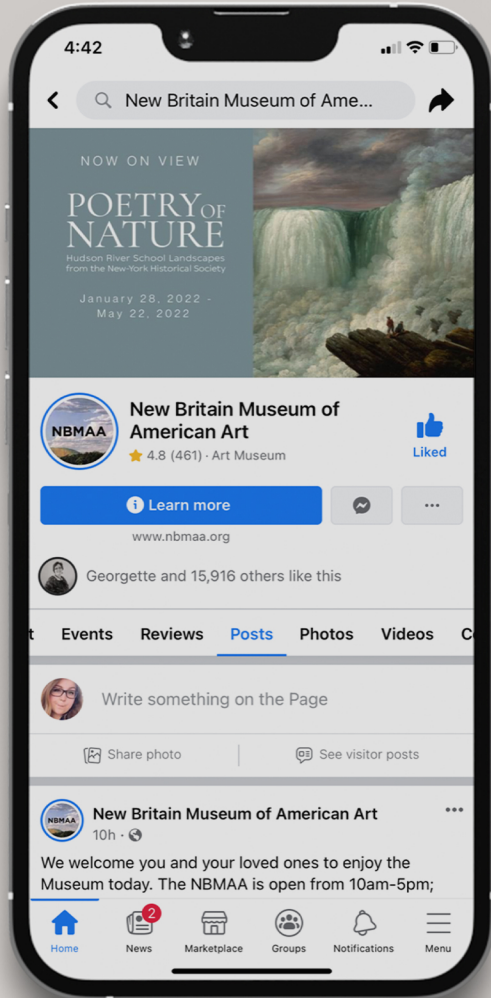 4:42
New Britain Museum of Ame...
NOW ON VIEW
POETRY OF
NATURE
Hudson River School Landscapes
from the New-York Historical Society
January 28, 2022 -
May 22, 2022
NBMAA
New Britain Museum of
American Art
4.8 (461) · Art Museum
Liked
Learn more
www.nbmaa.org
Georgette and 15,916 others like this
t Events Reviews Posts Photos Videos C
Write something on the Page
Share photo
See visitor posts
NBMAA
New Britain Museum of American Art
10h ·
We welcome you and your loved ones to enjoy the
Museum today. The NBMAA is open from 10am-5pm;
2
Home News Marketplace Groups Notifications Menu